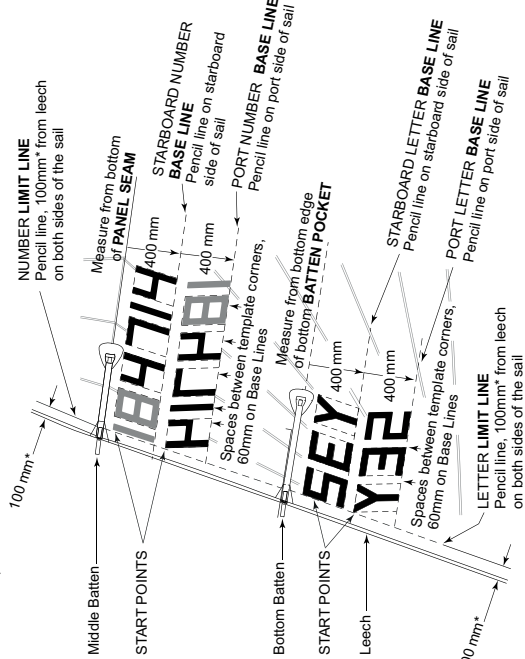 NUMBER LIMIT LINE
Pencil line, 100mm* from leech
on both sides of the sail
100 mm*
Middle Batten
Measure from bottom
of PANEL SEAM
STARBOARD NUMBER
BASE LINE
Pencil line on starboard
side of sail
400 mm
184714
PORT NUMBER BASE LINE
Pencil line on port side of sail
400 mm
START POINTS
Spaces between template corners,
60mm on Base Lines
Bottom Batten
Measure from bottom edge
of bottom BATTEN POCKET
STARBOARD LETTER BASE LINE
Pencil line on starboard side of sail
400 mm
SEY
PORT LETTER BASE LINE
Pencil line on port side of sail
400 mm
START POINTS
Spaces between template corners,
60mm on Base Lines
Leech
LETTER LIMIT LINE
Pencil line, 100mm* from leech
on both sides of the sail
00 mm*